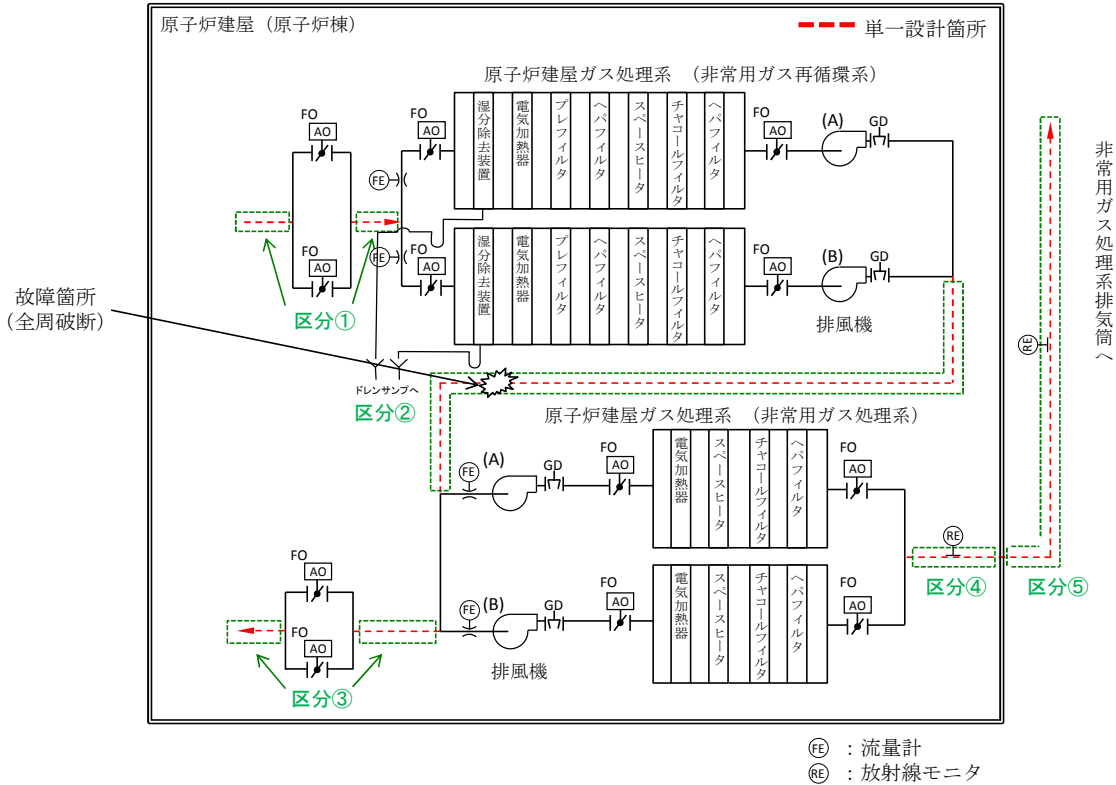 原子炉建屋（原子炉棟）
単一設計箇所
原子炉建屋ガス処理系　（非常用ガス再循環系）
FO
AO
FO
AO
湿分除去装置
電気加熱器
プレフィルタ
ヘパフィルタ
スペースヒータ
チャコールフィルタ
ヘパフィルタ
FO
AO
(A)
GD
FE
FE
FO
AO
FO
AO
湿分除去装置
電気加熱器
プレフィルタ
ヘパフィルタ
スペースヒータ
チャコールフィルタ
ヘパフィルタ
FO
AO
(B)
GD
排風機
区分①
故障箇所
（全周破断）
ドレンサンプへ
区分②
原子炉建屋ガス処理系　（非常用ガス処理系）
FE
(A)
GD
FO
AO
電気加熱器
スペースヒータ
チャコールフィルタ
ヘパフィルタ
FO
AO
FO
AO
FO
AO
FE
(B)
GD
FO
AO
電気加熱器
スペースヒータ
チャコールフィルタ
ヘパフィルタ
FO
AO
排風機
区分③
RE
区分④
区分⑤
RE
非常用ガス処理系排気筒へ
FE ：流量計
RE ：放射線モニタ